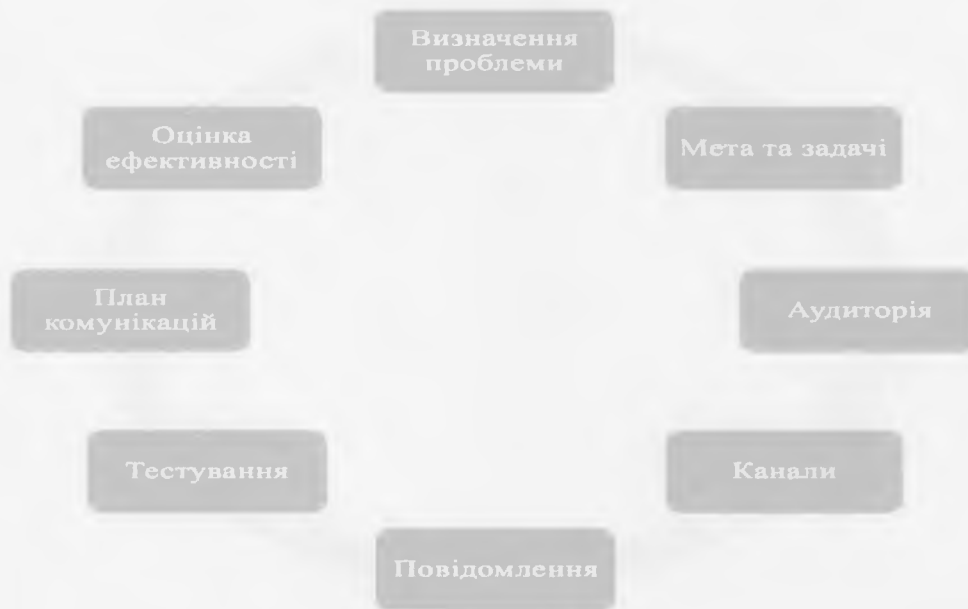 Визначення
проблеми
Мета та задачі
Аудиторія
Канали
Повідомлення
Тестування
План
комунікацій
Оцінка
ефективності